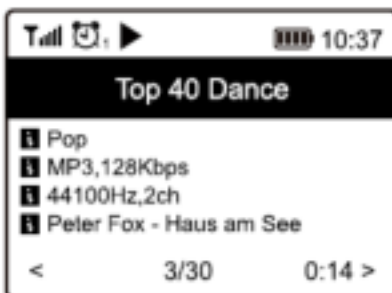 10:37
Top 40 Dance
Pop
MP3,128Kbps
44100Hz,2ch
Peter Fox - Haus am See
< 3/30 0:14 >